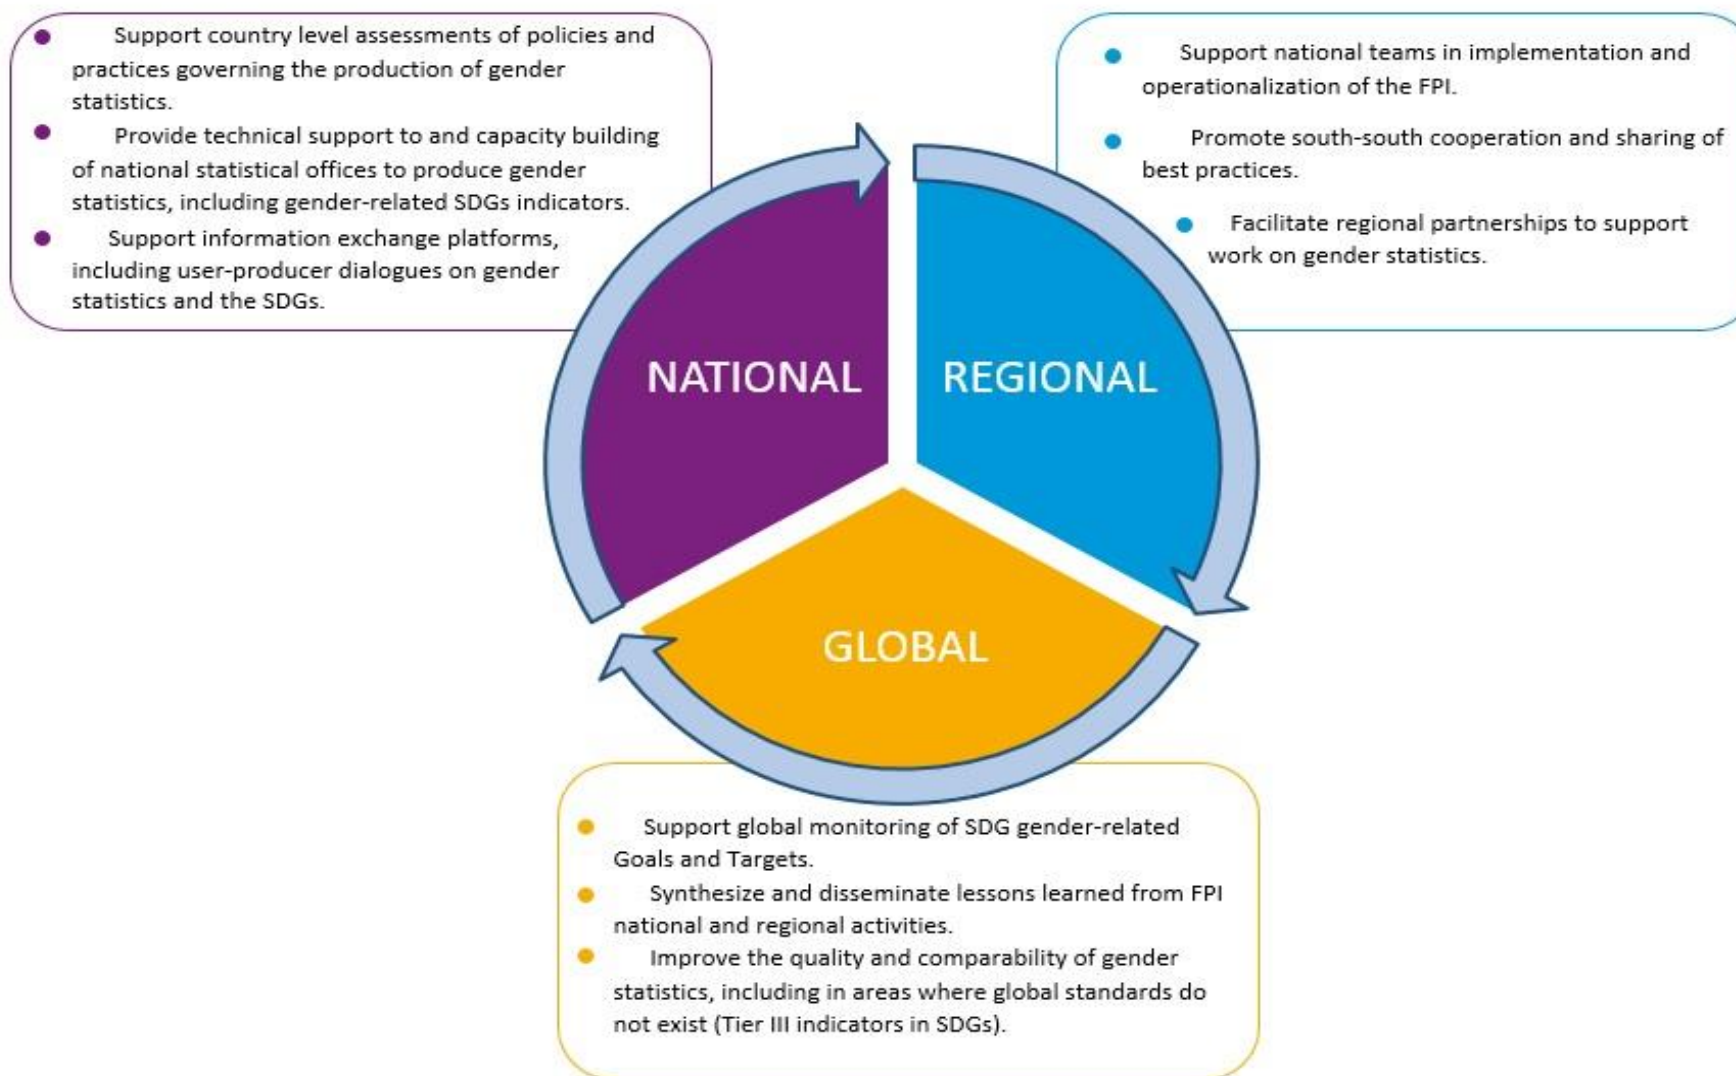 Support country level assessments of policies and
practices governing the production of gender
statistics.
Provide technical support to and capacity building
of national statistical offices to produce gender
statistics, including gender-related SDGs indicators.
Support information exchange platforms,
including user-producer dialogues on gender
statistics and the SDGs.
Support national teams in implementation and
operationalization of the FPI.
Promote south-south cooperation and sharing of
best practices.
Facilitate regional partnerships to support
work on gender statistics.
NATIONAL
REGIONAL
GLOBAL
Support global monitoring of SDG gender-related
Goals and Targets.
Synthesize and disseminate lessons learned from FPI
national and regional activities.
Improve the quality and comparability of gender
statistics, including in areas where global standards do
not exist (Tier III indicators in SDGs).